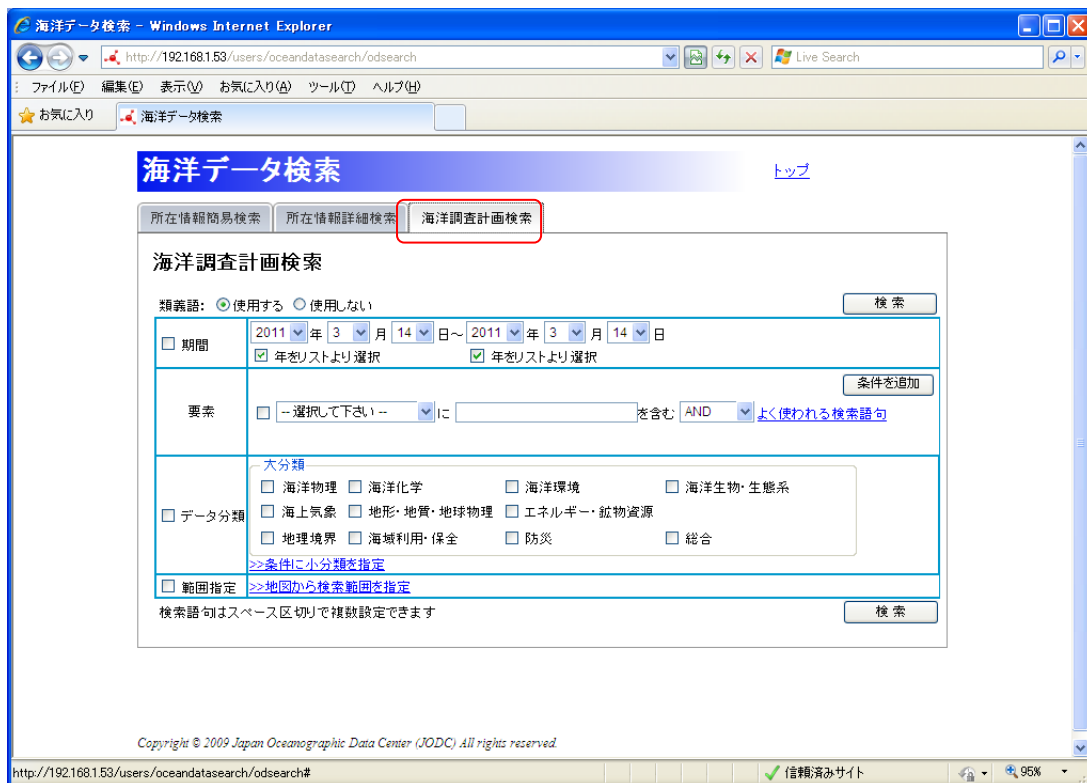 海洋データ検索 - Windows Internet Explorer
http://192.168.1.53/users/oceandatasearch/odsearch
Live Search
ファイル(F) 編集(E) 表示(V) お気に入り(A) ツール(T) ヘルプ(H)
お気に入り 海洋データ検索
海洋データ検索 トップ
所在情報簡易検索 所在情報詳細検索 海洋調査計画検索
海洋調査計画検索
類義語: 使用する 使用しない 検索
期間 2011 年 3 月 14 日～ 2011 年 3 月 14 日
年をリストより選択 年をリストより選択
条件を追加
要素 -- 選択して下さい -- に を含む AND よく使われる検索語句
大分類
海洋物理 海洋化学 海洋環境 海洋生物・生態系
データ分類 海上気象 地形・地質・地球物理 エネルギー・鉱物資源
地理境界 海域利用・保全 防災 総合
>>条件に小分類を指定
範囲指定 >>地図から検索範囲を指定
検索語句はスペース区切りで複数設定できます 検索
Copyright © 2009 Japan Oceanographic Data Center (JODC) All rights reserved.
http://192.168.1.53/users/oceandatasearch/odsearch# 信頼済みサイト 95%